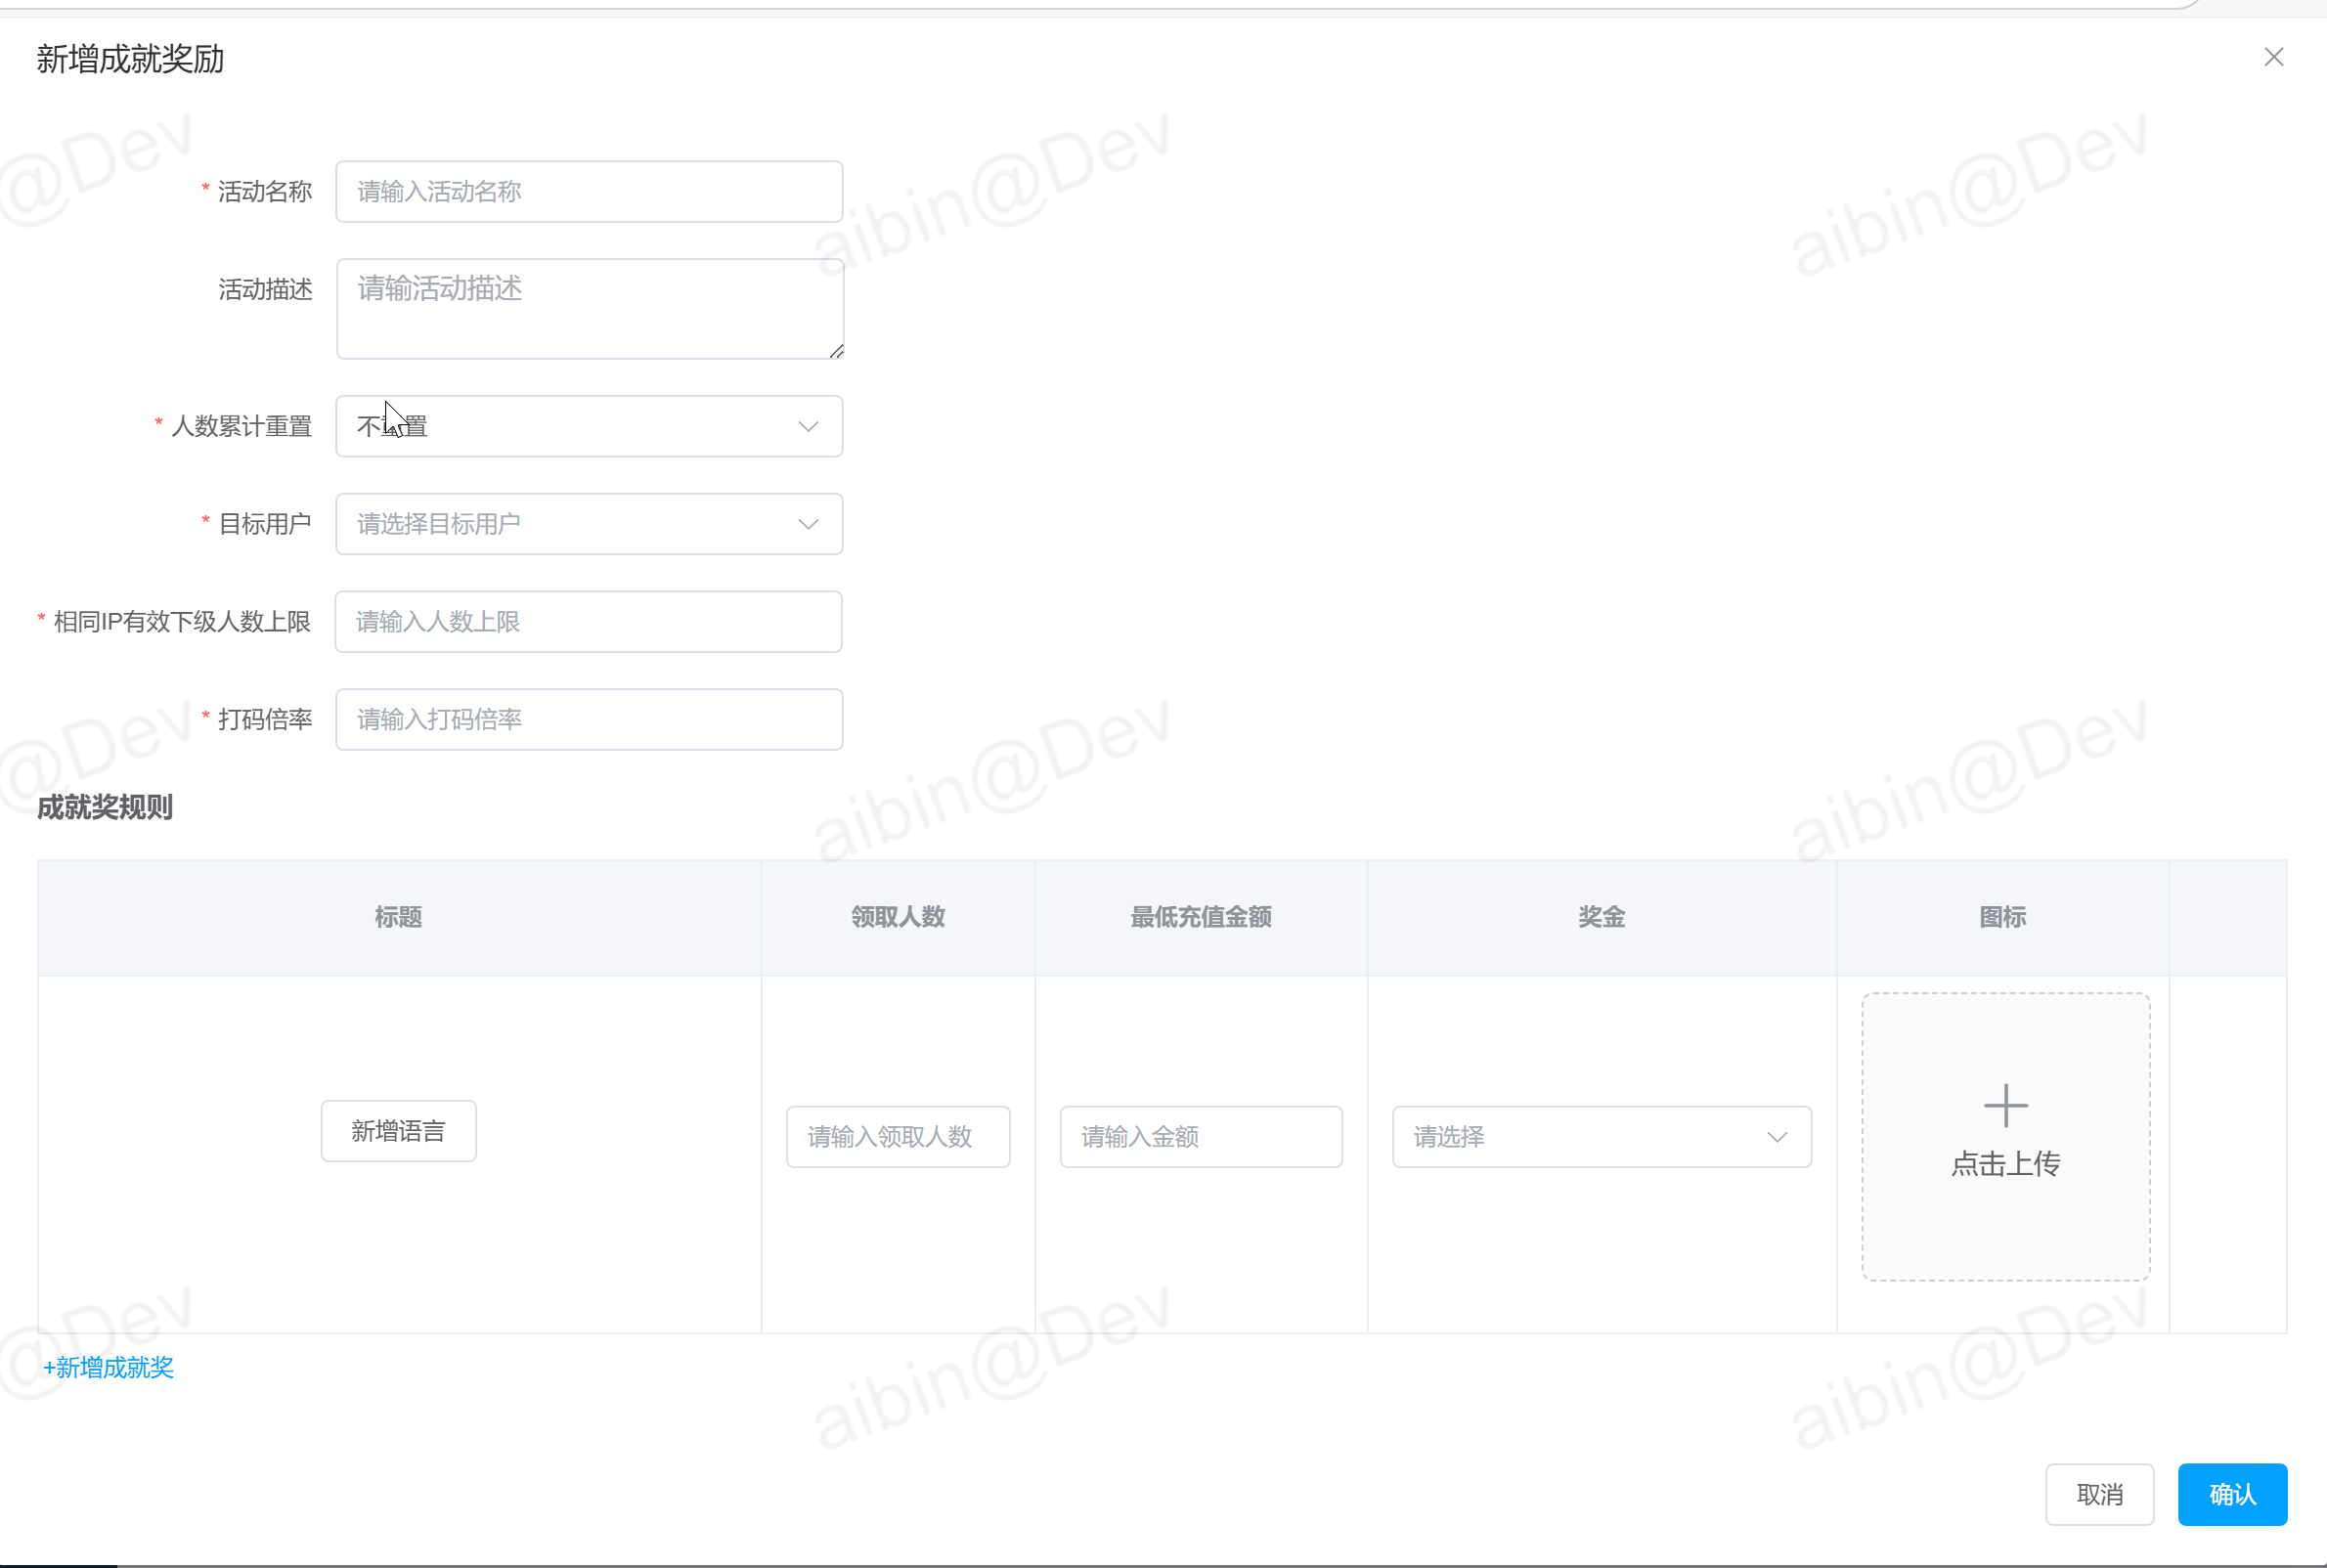 新增成就奖励
* 活动名称 请输入活动名称
活动描述 请输活动描述
* 人数累计重置 不重置
* 目标用户 请选择目标用户
* 相同IP有效下级人数上限 请输入人数上限
* 打码倍率 请输入打码倍率
成就奖规则
标题 领取人数 最低充值金额 奖金 图标
新增语言 请输入领取人数 请输入金额 请选择 点击上传
+新增成就奖
取消 确认
@Dev aibin@Dev aibin@Dev
@Dev aibin@Dev aibin@Dev
@Dev aibin@Dev aibin@Dev